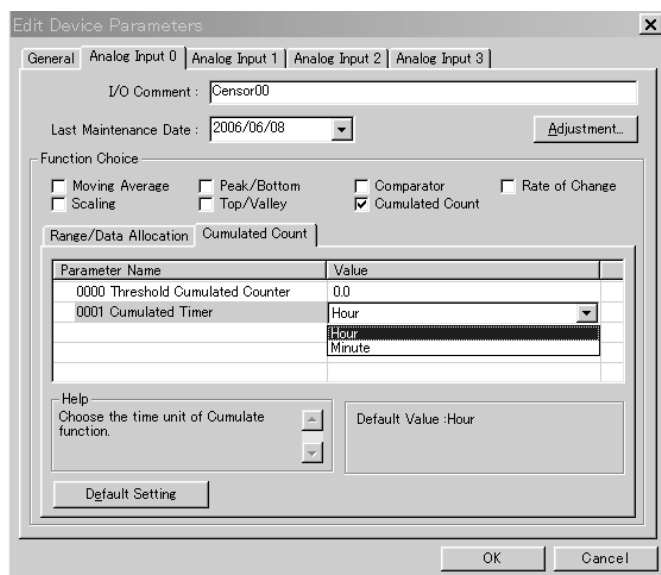 Edit Device Parameters
General Analog Input 0 Analog Input 1 Analog Input 2 Analog Input 3
I/O Comment : Censor00
Last Maintenance Date : 2006/06/08 Adjustment...
Function Choice
Moving Average Peak/Bottom Comparator Rate of Change
Scaling Top/Valley Cumulated Count
Range/Data Allocation Cumulated Count
Parameter Name Value
0000 Threshold Cumulated Counter 0.0
0001 Cumulated Timer Hour
Hour
Minute
Help
Choose the time unit of Cumulate
function.
Default Value :Hour
Default Setting
OK Cancel